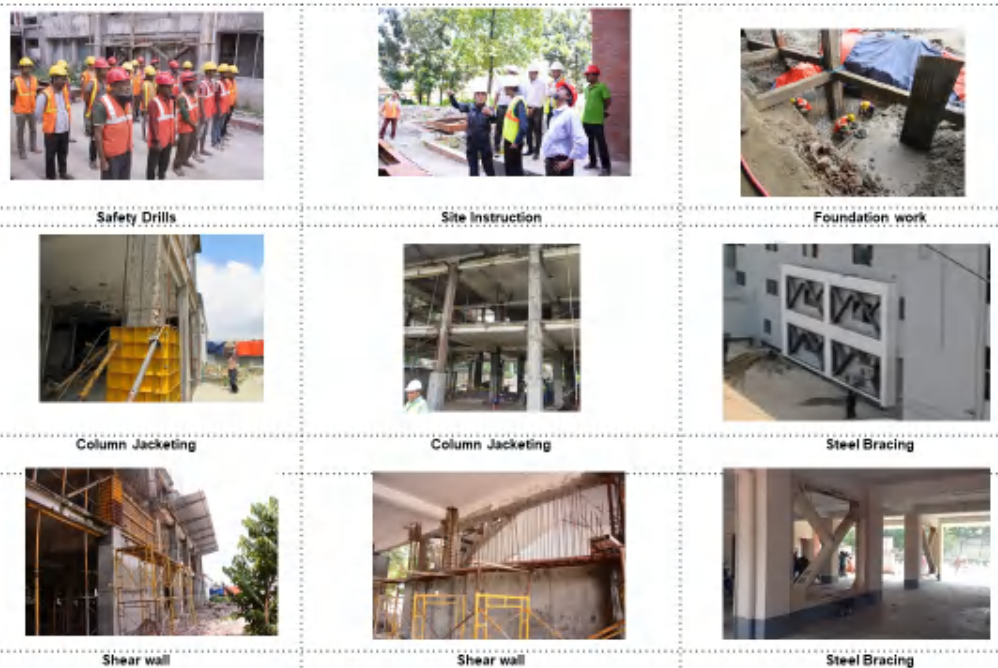 Safety Drills
Site Instruction
Foundation work
Column Jacketing
Column Jacketing
Steel Bracing
Shear wall
Shear wall
Steel Bracing